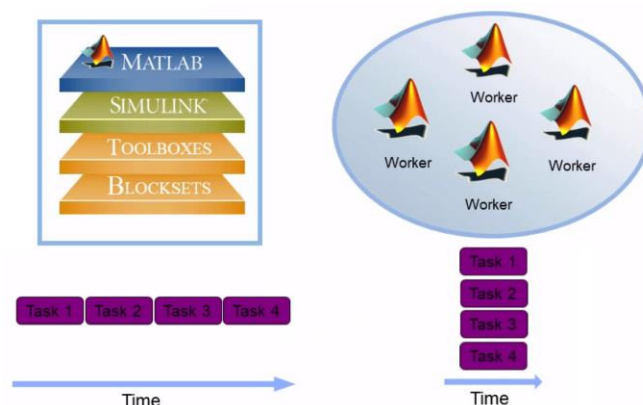 MATLAB
SIMULINK
TOOLBOXES
BLOCKSETS
Worker
Worker
Worker
Worker
Task 1 Task 2 Task 3 Task 4
Time
Task 1
Task 2
Task 3
Task 4
Time